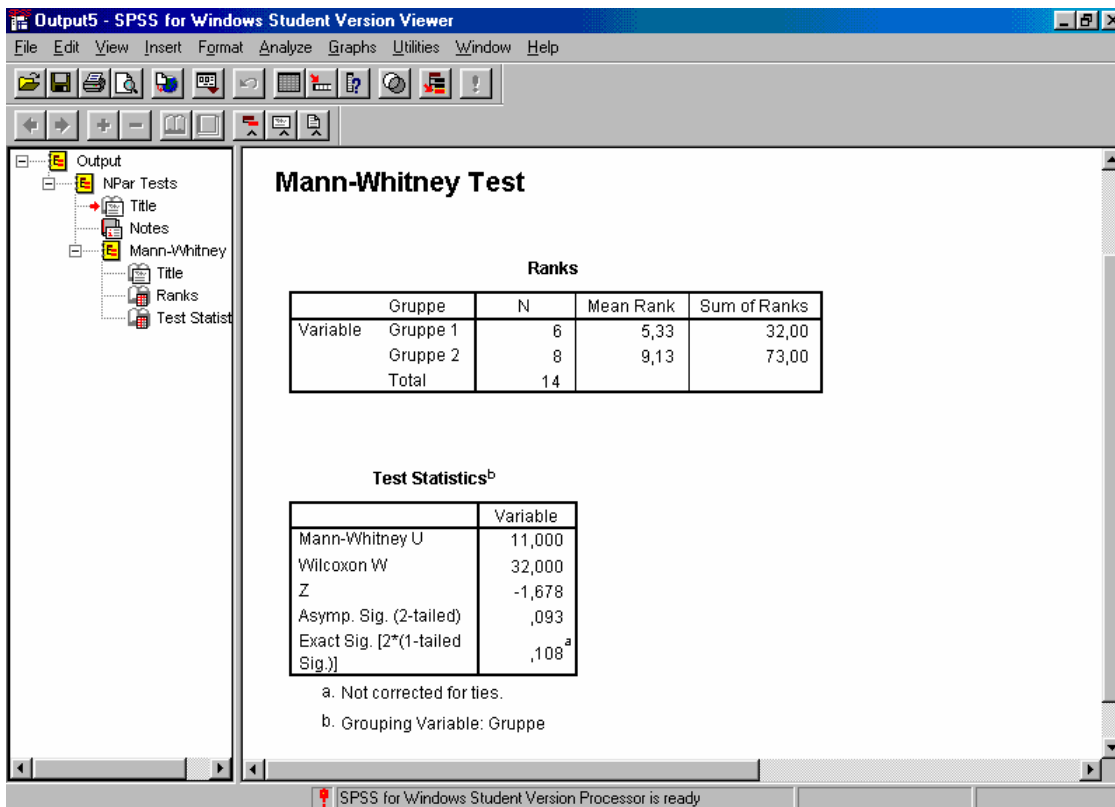 Output5 - SPSS for Windows Student Version Viewer
File Edit View Insert Format Analyze Graphs Utilities Window Help
Output
NPar Tests
Title
Notes
Mann-Whitney
Title
Ranks
Test Statist
Mann-Whitney Test
Ranks
Gruppe N Mean Rank Sum of Ranks
Variable Gruppe 1 6 5,33 32,00
Gruppe 2 8 9,13 73,00
Total 14
Test Statistics b
Variable
Mann-Whitney U 11,000
Wilcoxon W 32,000
Z -1,678
Asymp. Sig. (2-tailed) ,093
Exact Sig. [2*(1-tailed Sig.)] ,108 a
a. Not corrected for ties.
b. Grouping Variable: Gruppe
SPSS for Windows Student Version Processor is ready